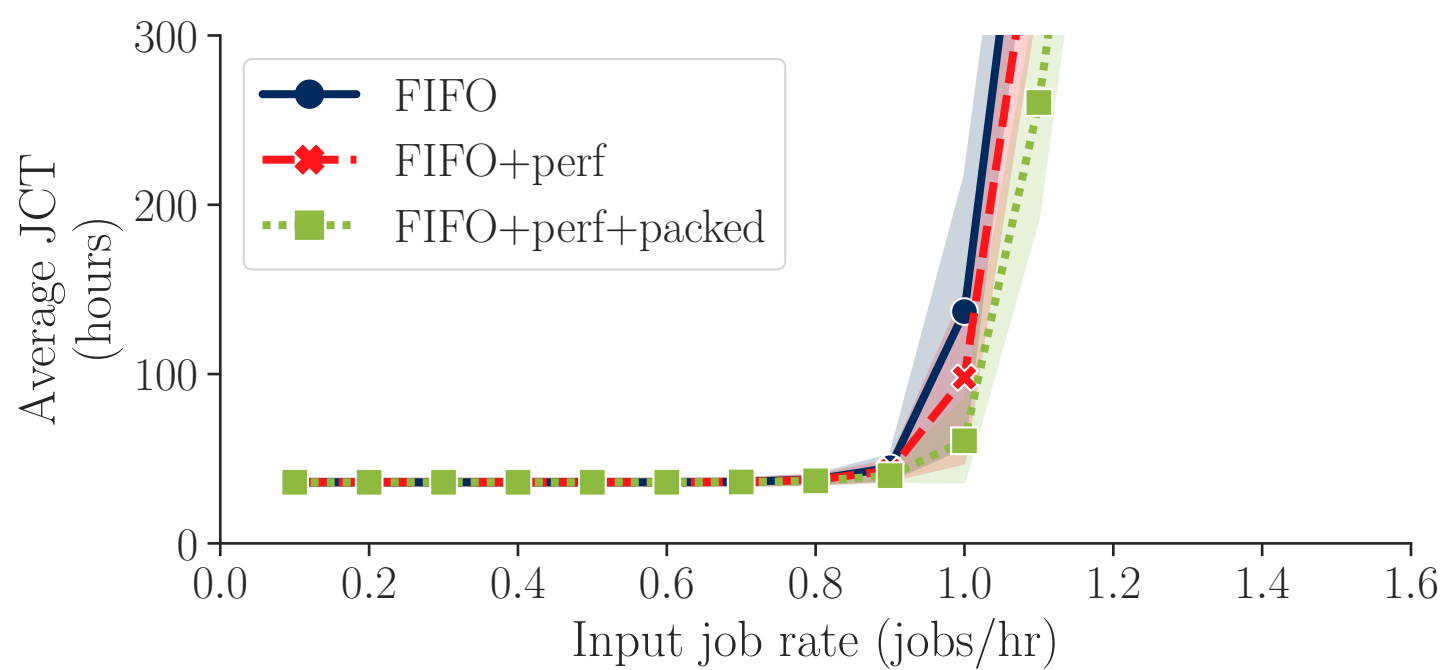 300
200
100
0
Average JCT
(hours)
FIFO
FIFO+perf
FIFO+perf+packed
0.0 0.2 0.4 0.6 0.8 1.0 1.2 1.4 1.6
Input job rate (jobs/hr)